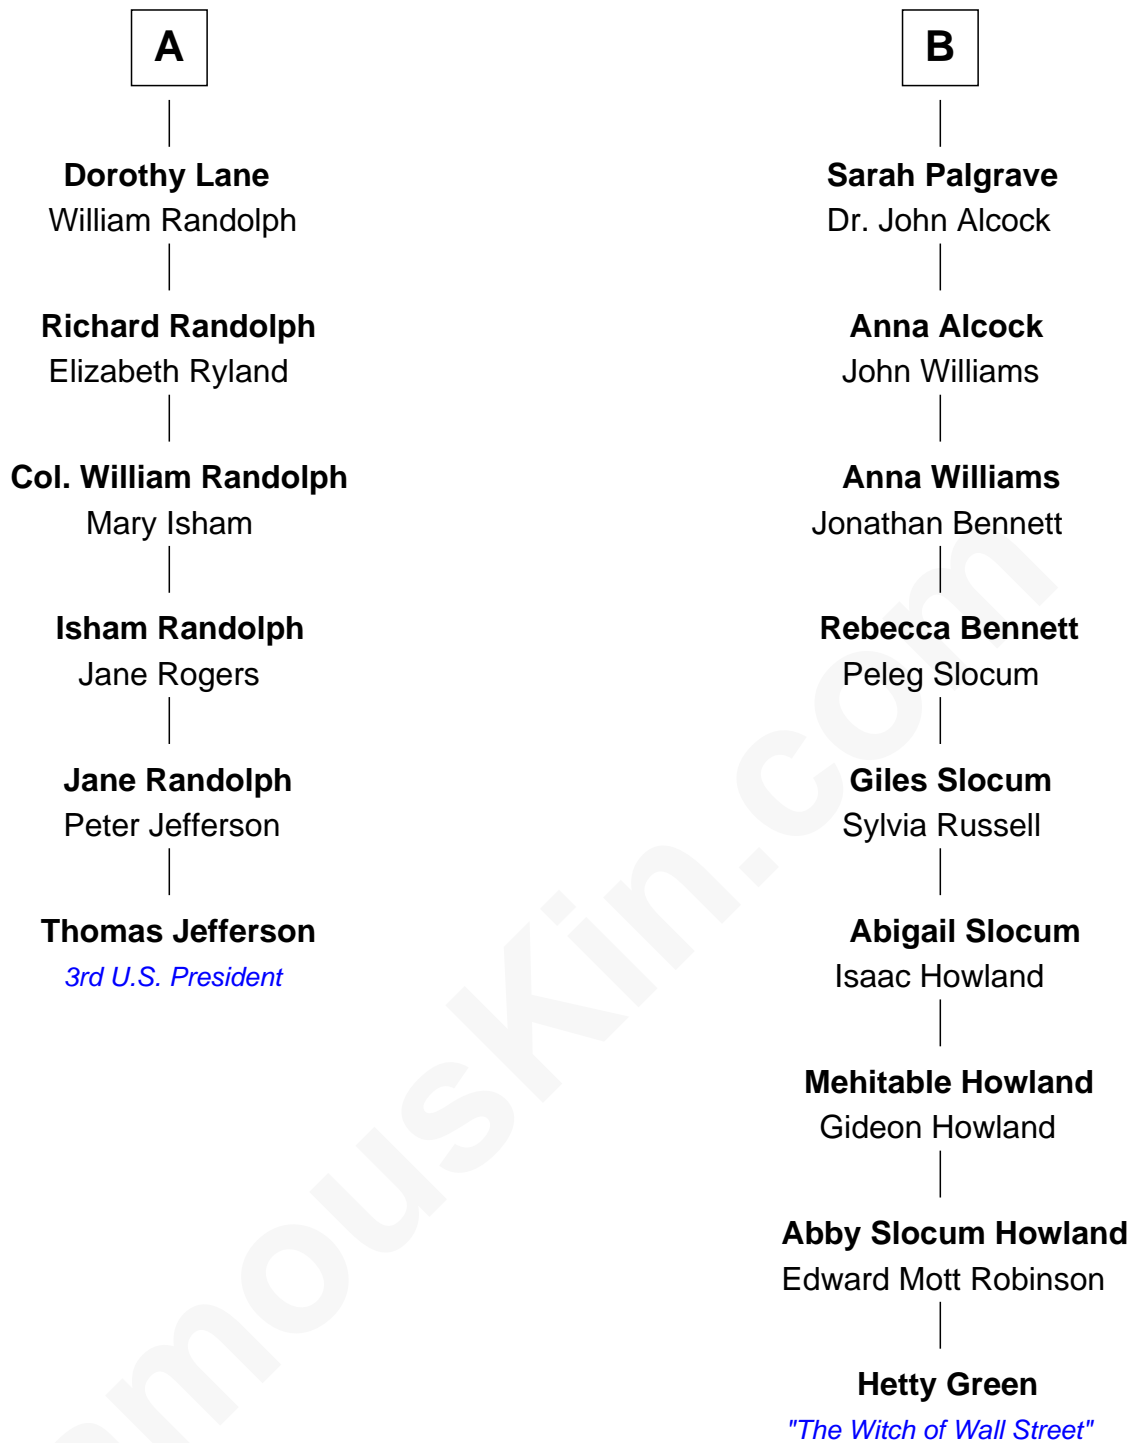 A
Dorothy Lane
William Randolph
Richard Randolph
Elizabeth Ryland
Col. William Randolph
Mary Isham
Isham Randolph
Jane Rogers
Jane Randolph
Peter Jefferson
Thomas Jefferson
3rd U.S. President
B
Sarah Palgrave
Dr. John Alcock
Anna Alcock
John Williams
Anna Williams
Jonathan Bennett
Rebecca Bennett
Peleg Slocum
Giles Slocum
Sylvia Russell
Abigail Slocum
Isaac Howland
Mehitable Howland
Gideon Howland
Abby Slocum Howland
Edward Mott Robinson
Hetty Green
"The Witch of Wall Street"
amouskin.com